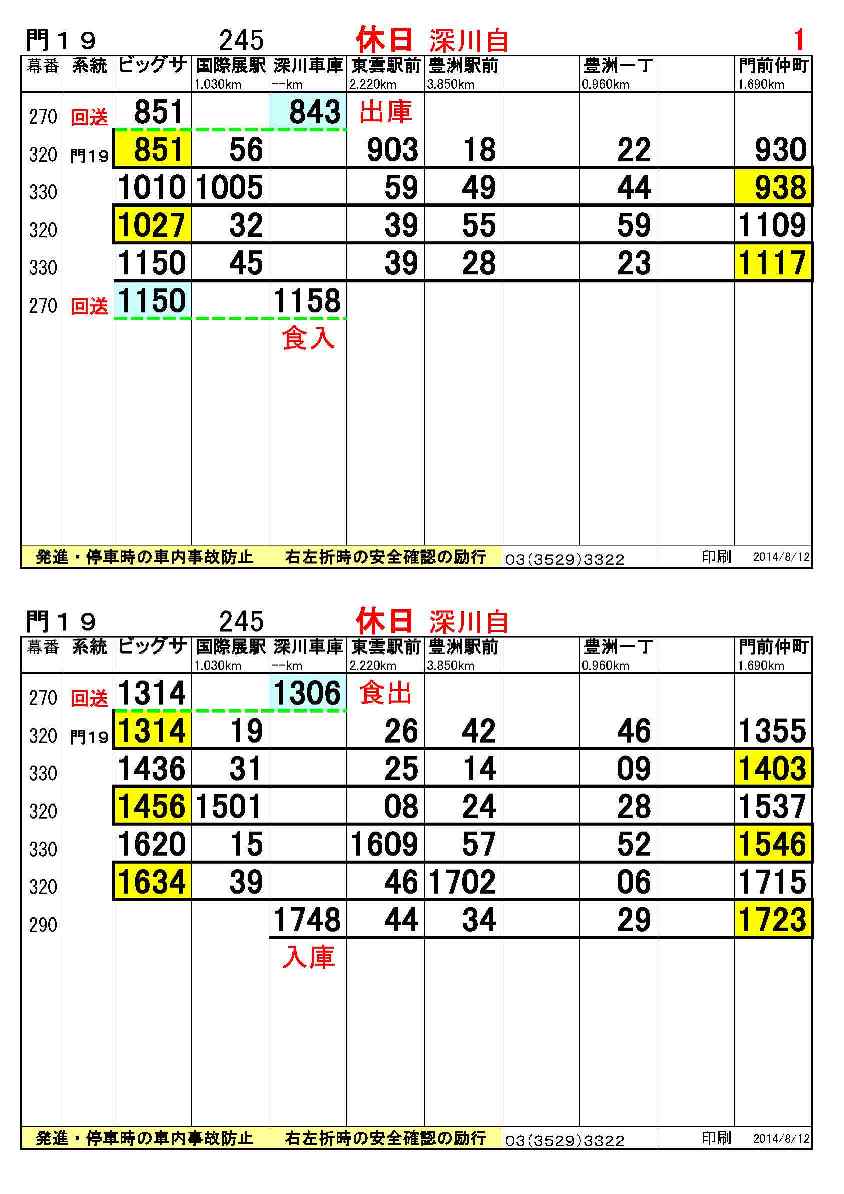 門１９ 245 休日 深川自 1
幕番 系統 ビッグサ 国際展駅 深川車庫 東雲駅前 豊洲駅前 豊洲一丁 門前仲町
1.030km --km 2.220km 3.850km 0.960km 1.690km
270 回送 851 843 出庫
320 門19 851 56 903 18 22 930
330 1010 1005 59 49 44 938
320 1027 32 39 55 59 1109
330 1150 45 39 28 23 1117
270 回送 1150 1158
食入
発進・停車時の車内事故防止 右左折時の安全確認の励行 03(3529)3322 印刷 2014/8/12
門１９ 245 休日 深川自
幕番 系統 ビッグサ 国際展駅 深川車庫 東雲駅前 豊洲駅前 豊洲一丁 門前仲町
1.030km --km 2.220km 3.850km 0.960km 1.690km
270 回送 1314 1306 食出
320 門19 1314 19 26 42 46 1355
330 1436 31 25 14 09 1403
320 1456 1501 08 24 28 1537
330 1620 15 1609 57 52 1546
320 1634 39 46 1702 06 1715
290 1748 44 34 29 1723
入庫
発進・停車時の車内事故防止 右左折時の安全確認の励行 03(3529)3322 印刷 2014/8/12